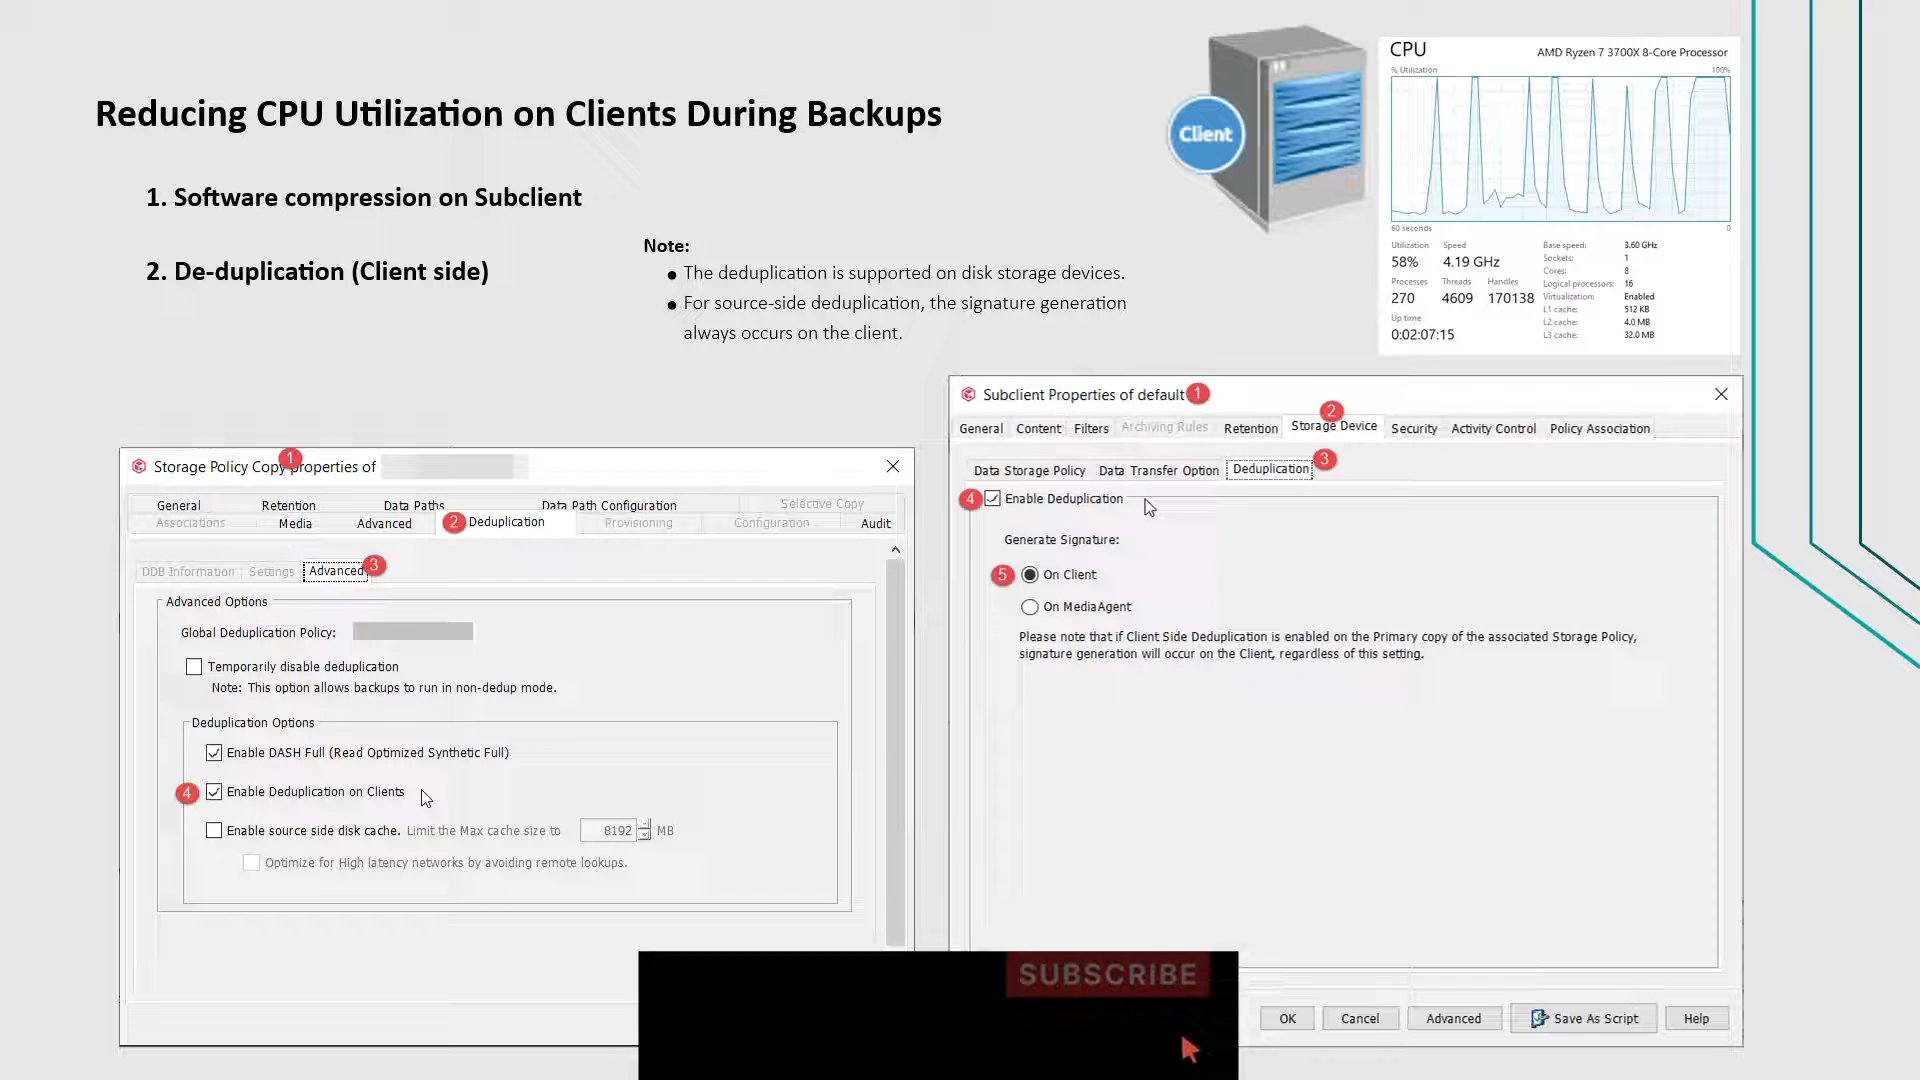 Reducing CPU Utilization on Clients During Backups
1. Software compression on Subclient
2. De-duplication (Client side)
Note:
● The deduplication is supported on disk storage devices.
● For source-side deduplication, the signature generation
always occurs on the client.
Client
CPU
AMD Ryzen 7 3700X 8-Core Processor
% Utilization
100%
60 seconds
0
Utilization Speed
58% 4.19 GHz
Processes Threads Handles
270 4609 170138
Up time
0:02:07:15
Base speed: 3.60 GHz
Sockets: 1
Cores: 8
Logical processors: 16
Virtualization: Enabled
L1 cache: 512 KB
L2 cache: 4.0 MB
L3 cache: 32.0 MB
1
Storage Policy Copy properties of
General Retention Data Paths Data Path Configuration Selective Copy
Associations Media Advanced 2 Deduplication Provisioning Configuration Audit
DDB Information Settings Advanced 3
Advanced Options
Global Deduplication Policy:
Temporarily disable deduplication
Note: This option allows backups to run in non-dedup mode.
Deduplication Options
Enable DASH Full (Read Optimized Synthetic Full)
4 Enable Deduplication on Clients
Enable source side disk cache. Limit the Max cache size to 8192 MB
Optimize for High latency networks by avoiding remote lookups.
Subclient Properties of default 1
2
General Content Filters Archiving Rules Retention Storage Device Security Activity Control Policy Association
Data Storage Policy Data Transfer Option Deduplication 3
4 Enable Deduplication
Generate Signature:
5 On Client
On MediaAgent
Please note that if Client Side Deduplication is enabled on the Primary copy of the associated Storage Policy,
signature generation will occur on the Client, regardless of this setting.
SUBSCRIBE
OK Cancel Advanced Save As Script Help